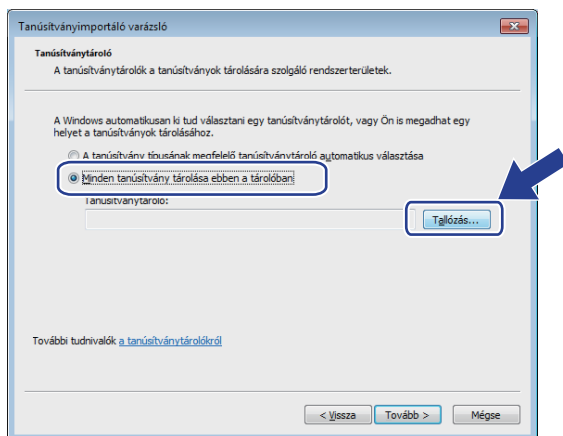 Tanúsítványimportáló varázsló
Tanúsítványtároló
A tanúsítványtárolók a tanúsítványok tárolására szolgáló rendszerterületek.
A Windows automatikusan ki tud választani egy tanúsítványtárolót, vagy Ön is megadhat egy
helyet a tanúsítványok tárolásához.
A tanúsítvány típusának megfelelő tanúsítványtároló automatikus választása
Minden tanúsítvány tárolása ebben a tárolóban
Tanúsítványtároló:
Tallózás...
További tudnivalók a tanúsítványtárolókról
< Vissza
Tovább >
Mégse